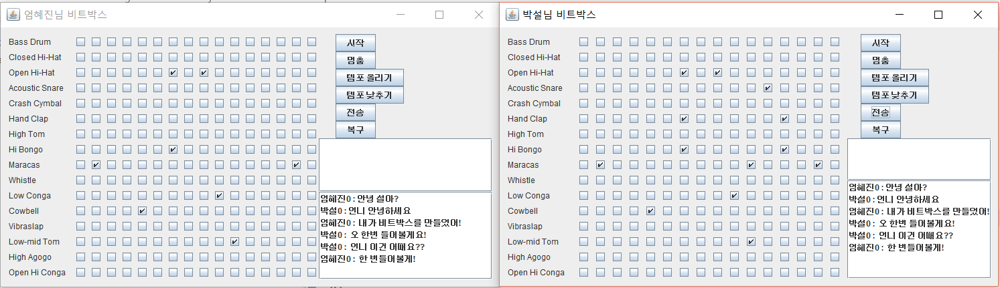 엄혜진님 비트박스
Bass Drum
Closed Hi-Hat
Open Hi-Hat
Acoustic Snare
Crash Cymbal
Hand Clap
High Tom
Hi Bongo
Maracas
Whistle
Low Conga
Cowbell
Vibraslap
Low-mid Tom
High Agogo
Open Hi Conga
시작
멈춤
템포 올리기
템포 낮추기
전송
복구
엄혜진0 : 안녕 설아?
박설0 : 언니 안녕하세요
엄혜진0 : 내가 비트박스를 만들었어!
박설0 : 오 한번 들어볼게요!
박설0 : 언니 이건 어때요??
엄혜진0 : 한 번들어볼게!
박설님 비트박스
Bass Drum
Closed Hi-Hat
Open Hi-Hat
Acoustic Snare
Crash Cymbal
Hand Clap
High Tom
Hi Bongo
Maracas
Whistle
Low Conga
Cowbell
Vibraslap
Low-mid Tom
High Agogo
Open Hi Conga
시작
멈춤
템포 올리기
템포 낮추기
전송
복구
엄혜진0 : 안녕 설아?
박설0 : 언니 안녕하세요
엄혜진0 : 내가 비트박스를 만들었어!
박설0 : 오 한번 들어볼게요!
박설0 : 언니 이건 어때요??
엄혜진0 : 한 번들어볼게!